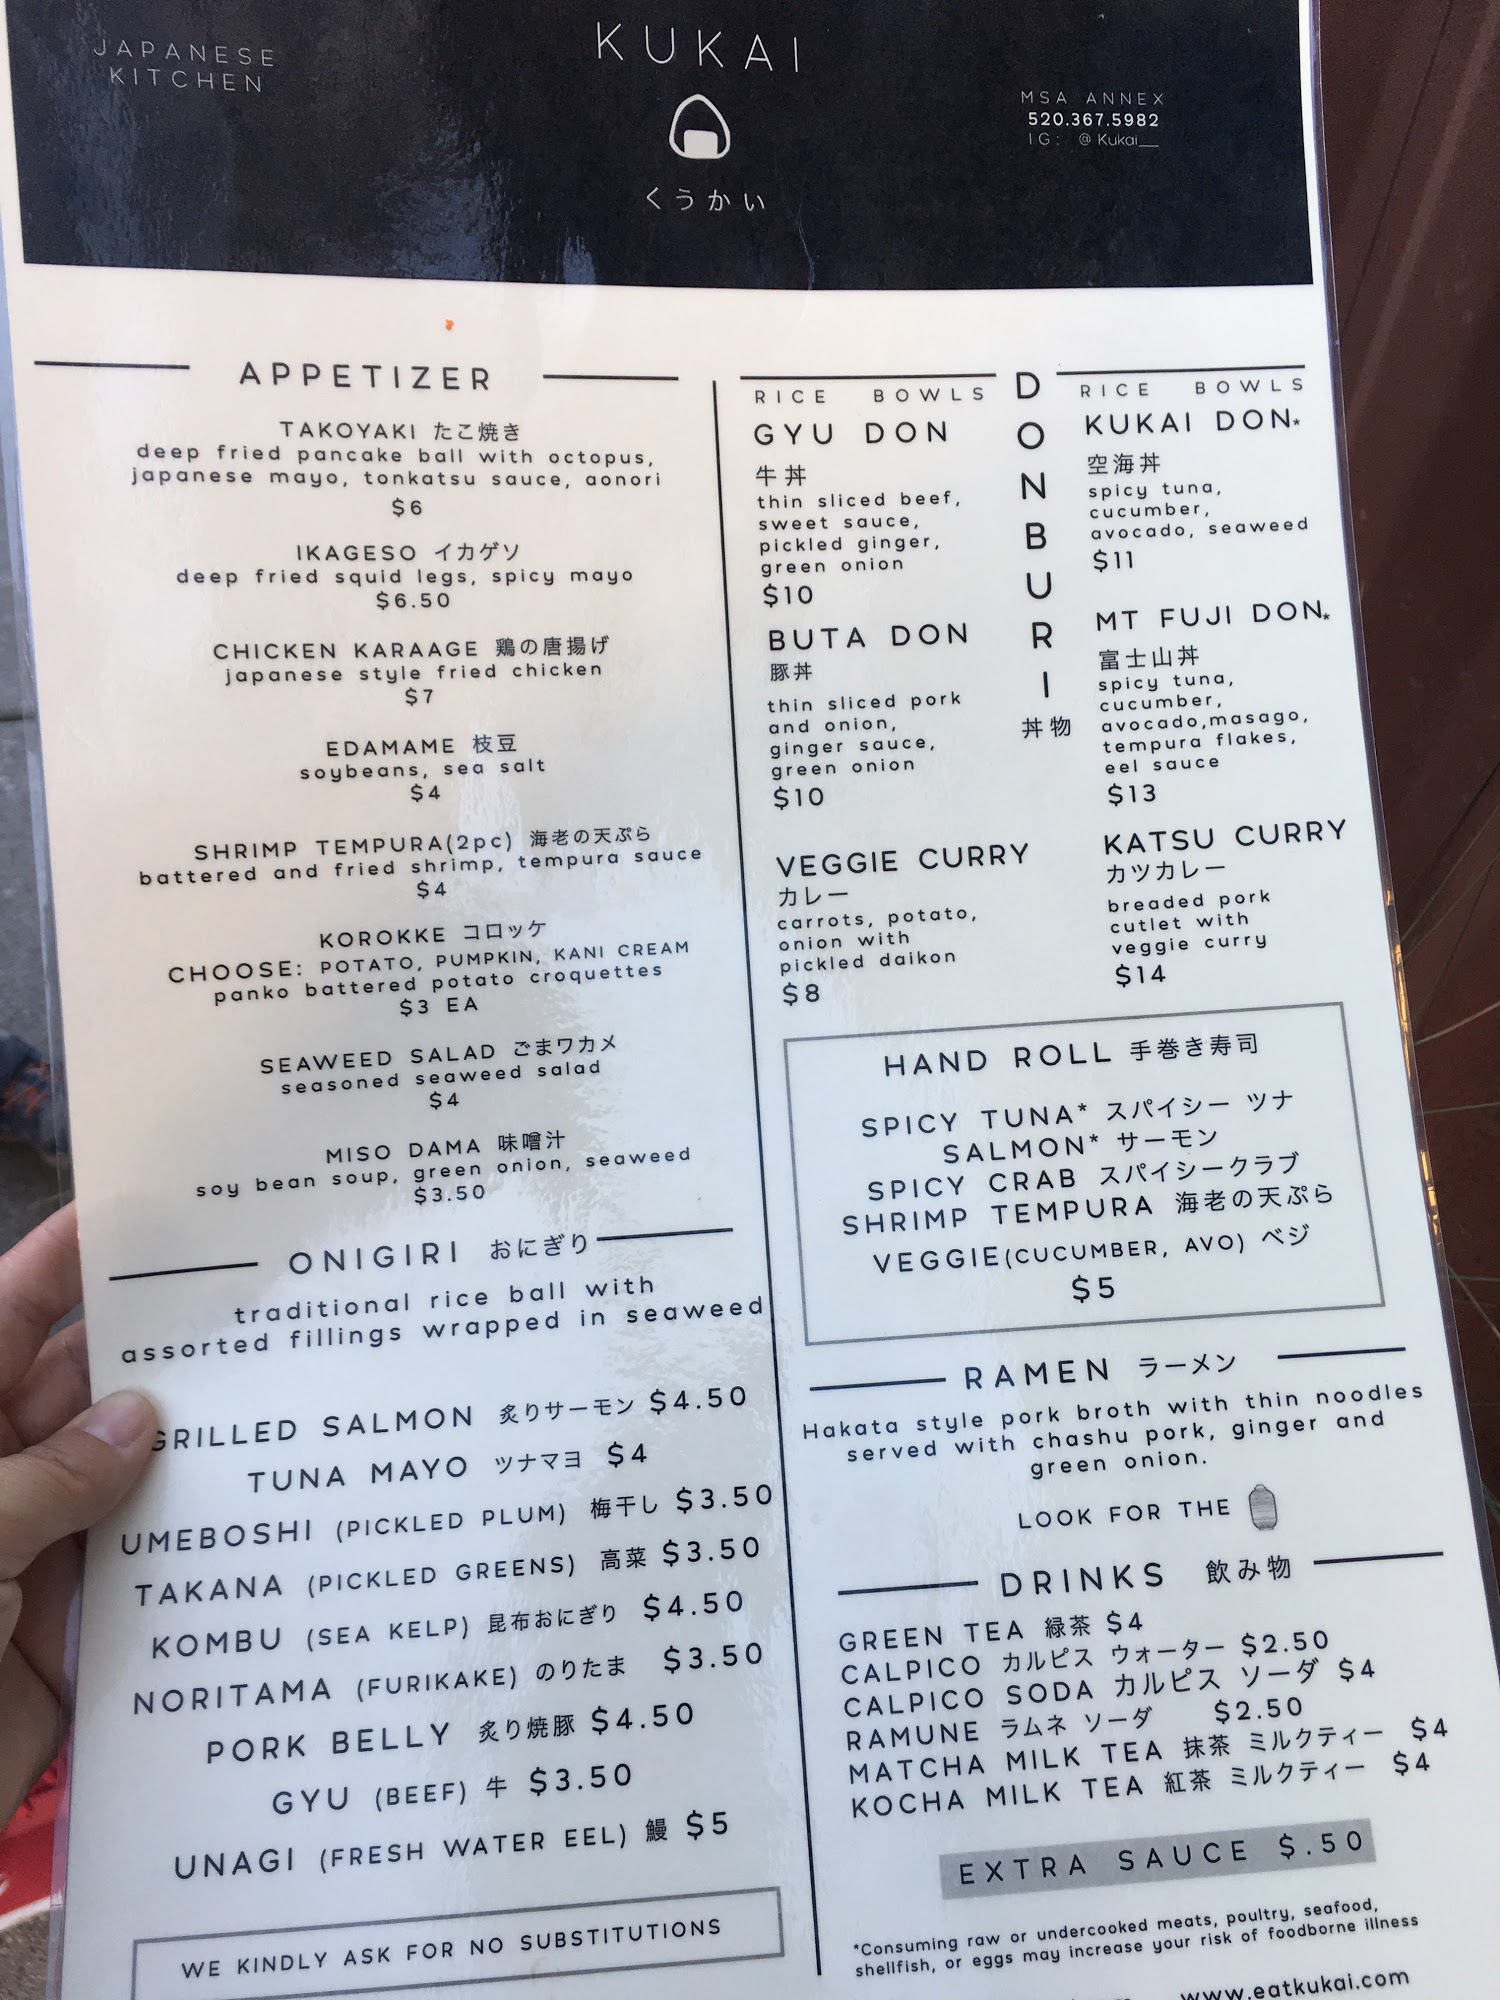 JAPANESE
KITCHEN
KUKAI
くうかい
MSA ANNEX
520.367.5982
IG: @Kukai__
APPETIZER
TAKOYAKI たこ焼き
deep fried pancake ball with octopus,
japanese mayo, tonkatsu sauce, aonori
$6
IKAGESO イカゲソ
deep fried squid legs, spicy mayo
$6.50
CHICKEN KARAAGE 鶏の唐揚げ
japanese style fried chicken
$7
EDAMAME 枝豆
soybeans, sea salt
$4
SHRIMP TEMPURA(2pc) 海老の天ぷら
battered and fried shrimp, tempura sauce
$4
KOROKKE コロッケ
CHOOSE: POTATO, PUMPKIN, KANI CREAM
panko battered potato croquettes
$3 EA
SEAWEED SALAD ごまワカメ
seasoned seaweed salad
$4
MISO DAMA 味噌汁
soy bean soup, green onion, seaweed
$3.50
ONIGIRI おにぎり
traditional rice ball with
assorted fillings wrapped in seaweed
GRILLED SALMON 炙りサーモン $4.50
TUNA MAYO ツナマヨ $4
UMEBOSHI (PICKLED PLUM) 梅干し $3.50
TAKANA (PICKLED GREENS) 高菜 $3.50
KOMBU (SEA KELP) 昆布おにぎり $4.50
NORITAMA (FURIKAKE) のりたま $3.50
PORK BELLY 炙り焼豚 $4.50
GYU (BEEF) 牛 $3.50
UNAGI (FRESH WATER EEL) 鰻 $5
WE KINDLY ASK FOR NO SUBSTITUTIONS
DONBURI
丼物
RICE BOWLS
GYU DON
牛丼
thin sliced beef,
sweet sauce,
pickled ginger,
green onion
$10
BUTA DON
豚丼
thin sliced pork
and onion,
ginger sauce,
green onion
$10
VEGGIE CURRY
カレー
carrots, potato,
onion with
pickled daikon
$8
RICE BOWLS
KUKAI DON*
空海丼
spicy tuna,
cucumber,
avocado, seaweed
$11
MT FUJI DON*
富士山丼
spicy tuna,
cucumber,
avocado,masago,
tempura flakes,
eel sauce
$13
KATSU CURRY
カツカレー
breaded pork
cutlet with
veggie curry
$14
HAND ROLL 手巻き寿司
SPICY TUNA* スパイシー ツナ
SALMON* サーモン
SPICY CRAB スパイシークラブ
SHRIMP TEMPURA 海老の天ぷら
VEGGIE(CUCUMBER, AVO) ベジ
$5
RAMEN ラーメン
Hakata style pork broth with thin noodles
served with chashu pork, ginger and
green onion.
LOOK FOR THE
DRINKS 飲み物
GREEN TEA 緑茶 $4
CALPICO カルピス ウォーター $2.50
CALPICO SODA カルピス ソーダ $4
RAMUNE ラムネ ソーダ $2.50
MATCHA MILK TEA 抹茶 ミルクティー $4
KOCHA MILK TEA 紅茶 ミルクティー $4
EXTRA SAUCE $.50
*Consuming raw or undercooked meats, poultry, seafood,
shellfish, or eggs may increase your risk of foodborne illness
www.eatkukai.com